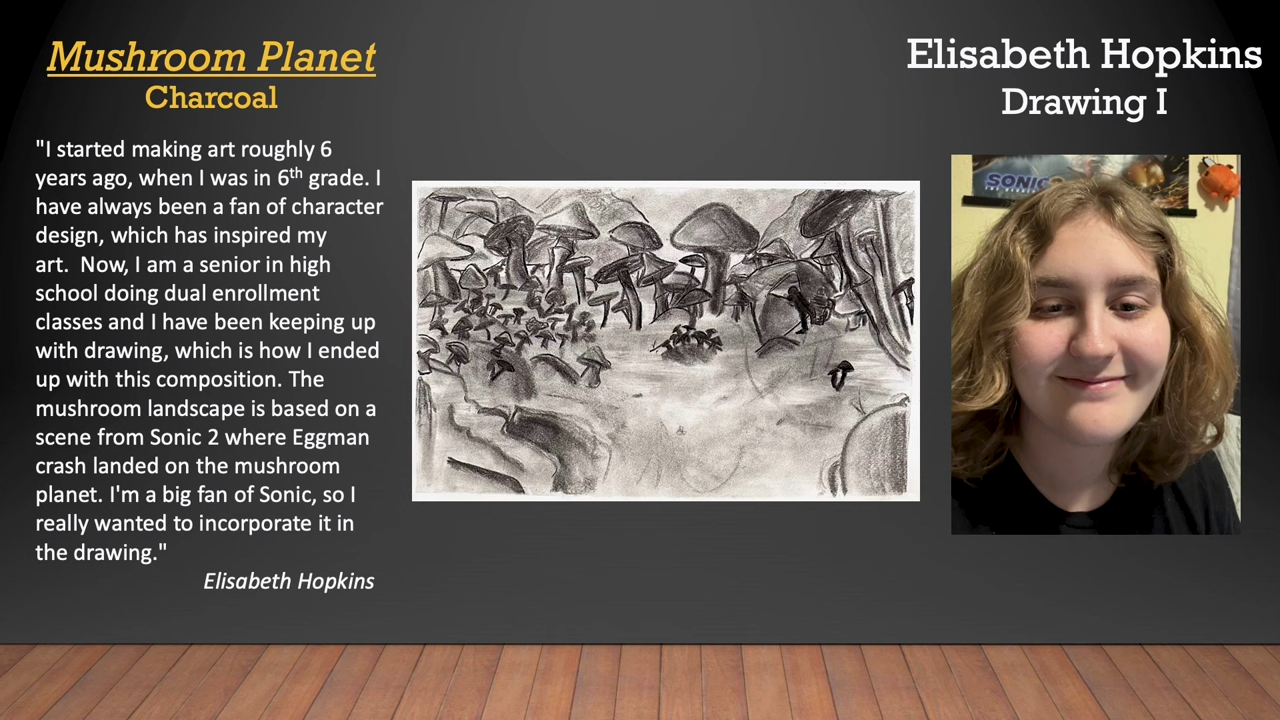 Mushroom Planet
Charcoal
"I started making art roughly 6
years ago, when I was in 6th grade. I
have always been a fan of character
design, which has inspired my
art.  Now, I am a senior in high
school doing dual enrollment
classes and I have been keeping up
with drawing, which is how I ended
up with this composition. The
mushroom landscape is based on a
scene from Sonic 2 where Eggman
crash landed on the mushroom
planet. I'm a big fan of Sonic, so I
really wanted to incorporate it in
the drawing."
Elisabeth Hopkins
Elisabeth Hopkins
Drawing I
SONIC